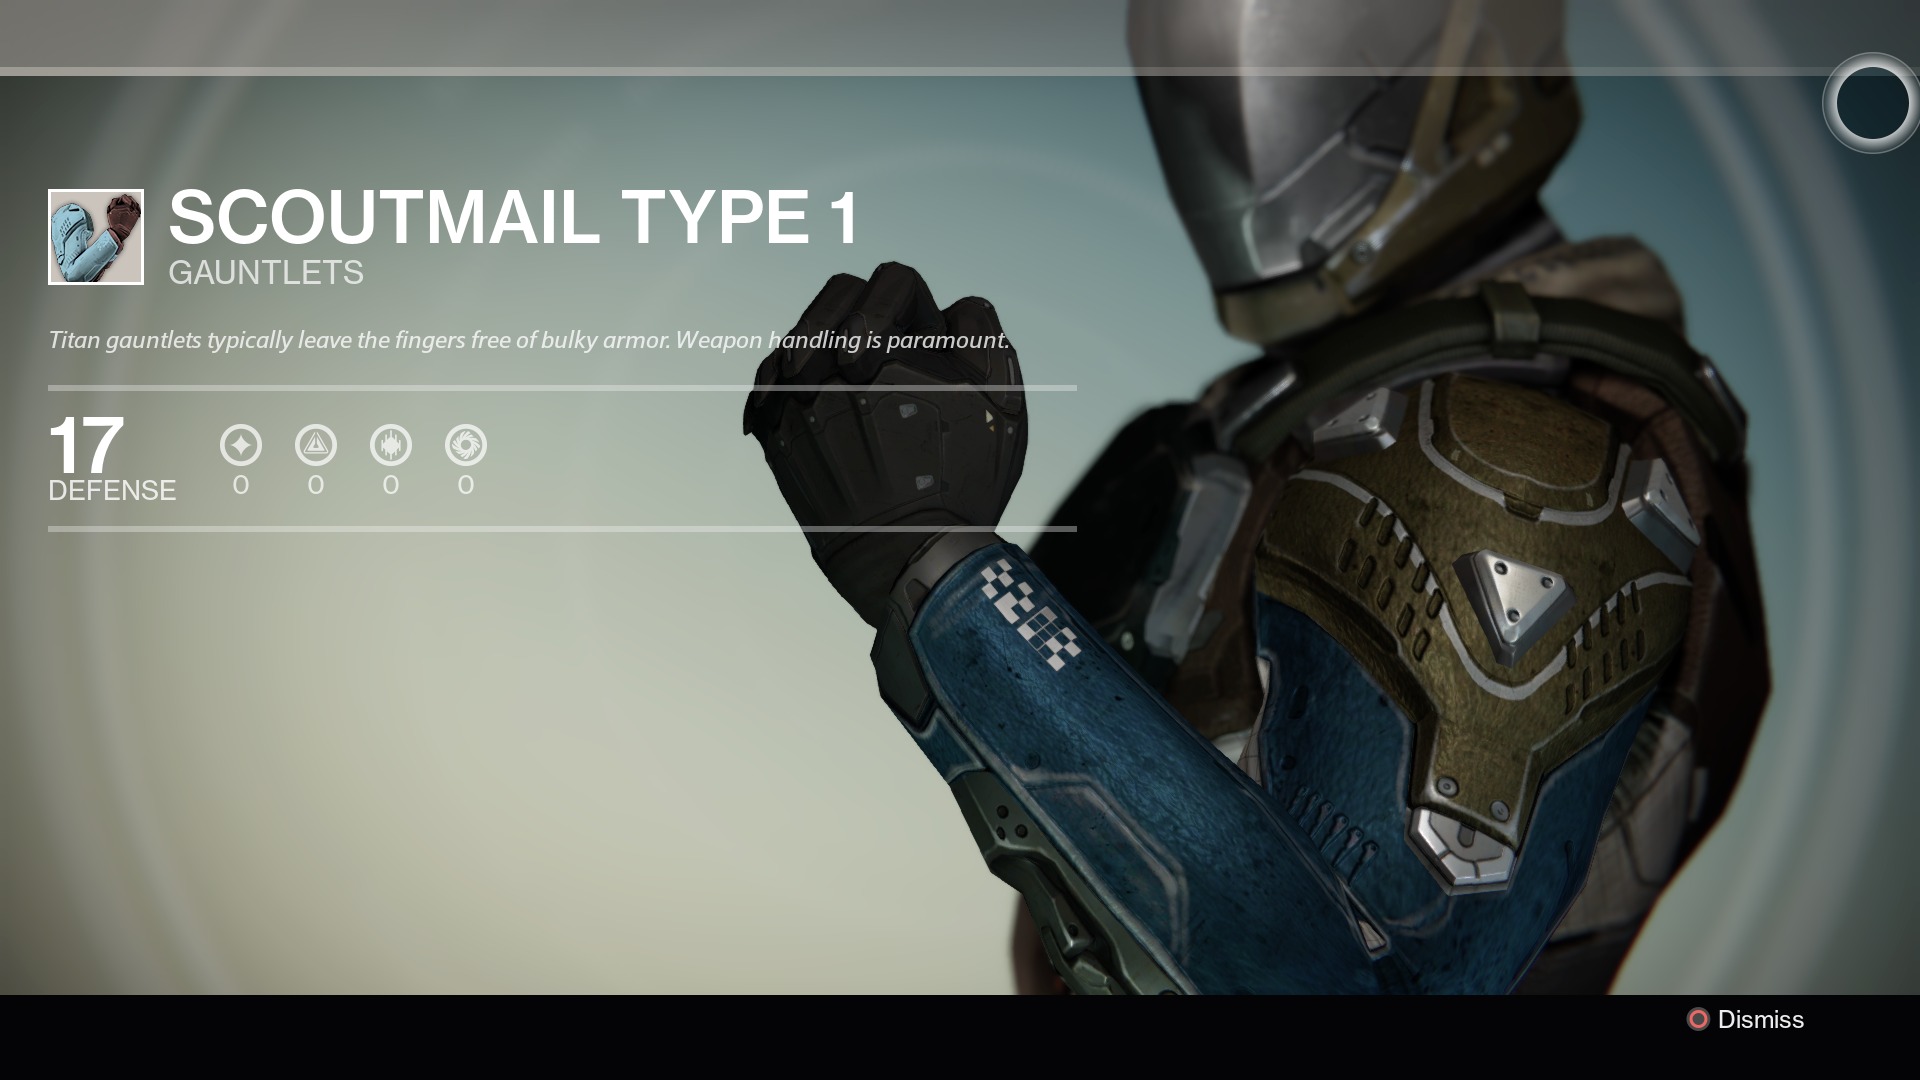 SCOUTMAIL TYPE 1
GAUNTLETS
Titan gauntlets typically leave the fingers free of bulky armor. Weapon handling is paramount.
17
DEFENSE
0 0 0 0
Dismiss